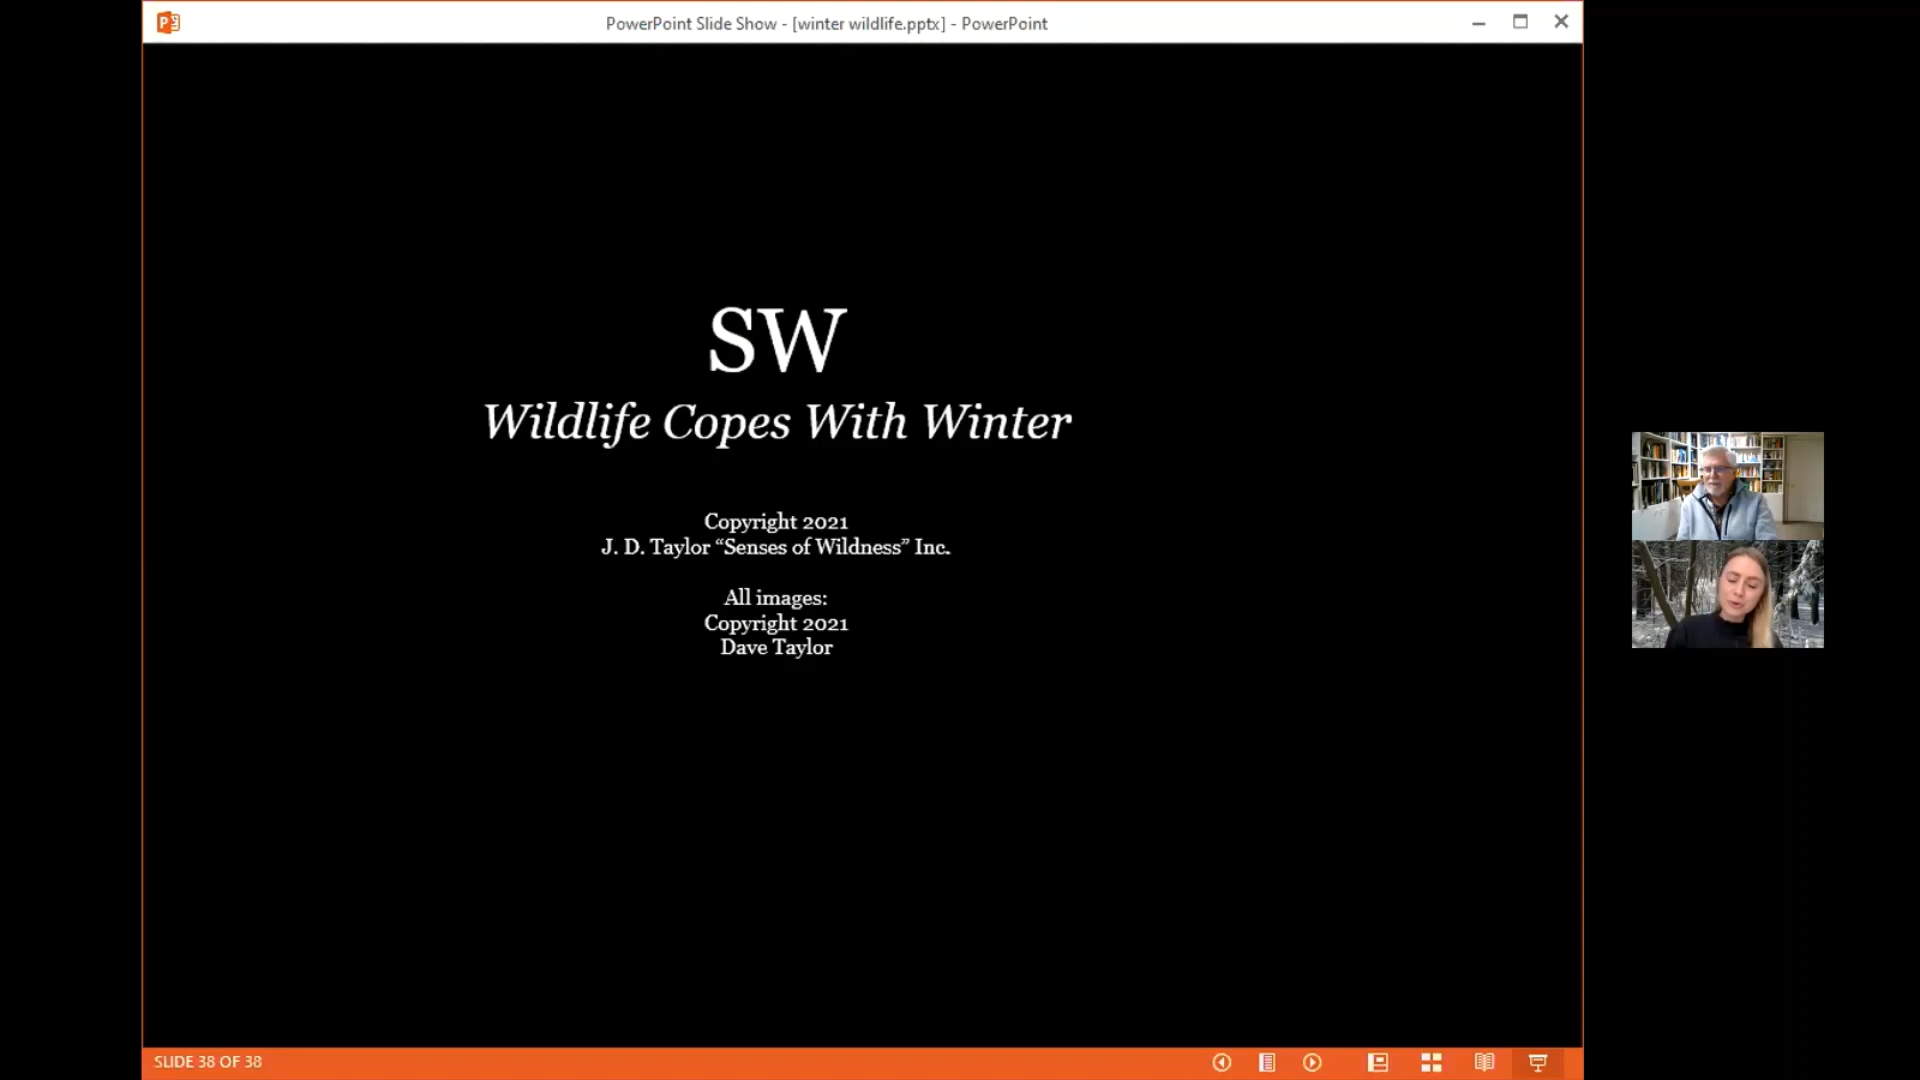 PowerPoint Slide Show - [winter wildlife.pptx] - PowerPoint
SW
Wildlife Copes With Winter
Copyright 2021
J. D. Taylor “Senses of Wildness” Inc.
All images:
Copyright 2021
Dave Taylor
SLIDE 38 OF 38